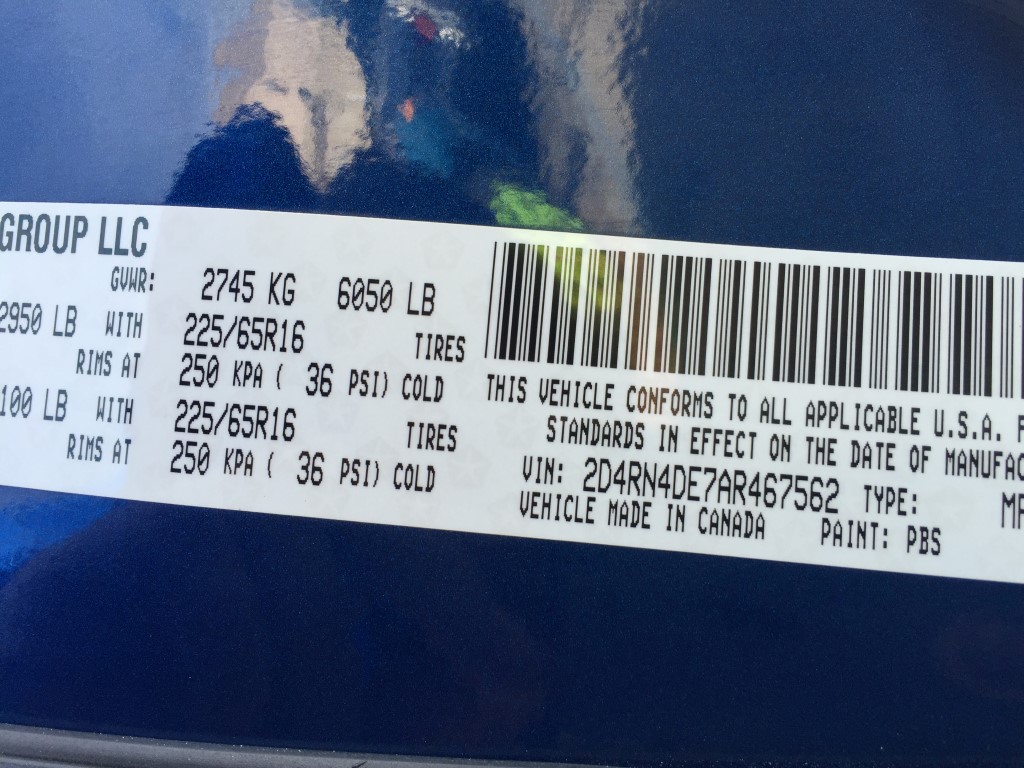 GROUP LLC
GVWR: 2745 KG 6050 LB
2950 LB WITH 225/65R16 TIRES
RIMS AT 250 KPA ( 36 PSI) COLD
100 LB WITH 225/65R16 TIRES
RIMS AT 250 KPA ( 36 PSI) COLD
THIS VEHICLE CONFORMS TO ALL APPLICABLE U.S.A. F
STANDARDS IN EFFECT ON THE DATE OF MANUFAC
VIN: 2D4RN4DE7AR467562 TYPE: MP
VEHICLE MADE IN CANADA PAINT: PBS